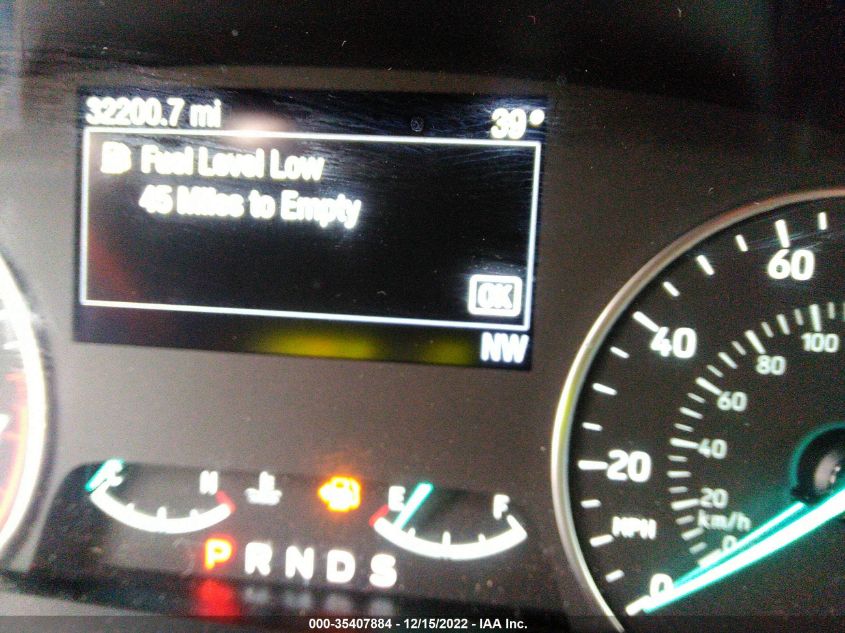 32200.7 mi 39°
Fuel Level Low
45 Miles to Empty
OK
NW
C H E F
P R N D S
60
40
20
0
MPH
100
80
60
40
20
km/h
0
000-35407884 - 12/15/2022 - IAA Inc.